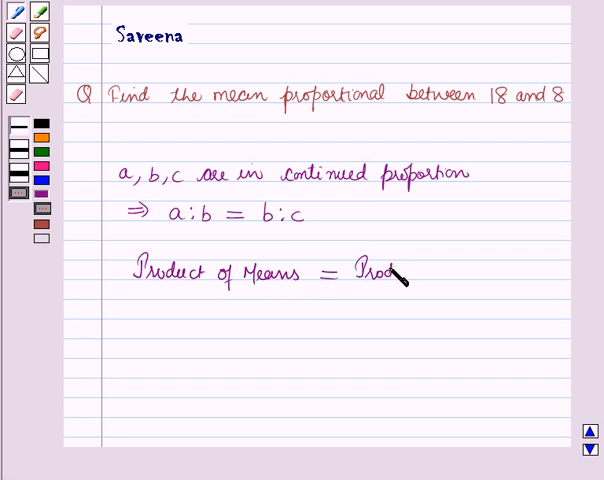 Saveena
Q Find the mean proportional between 18 and 8
a, b, c are in continued proportion
⇒ a : b = b : c
Product of Means = Prod